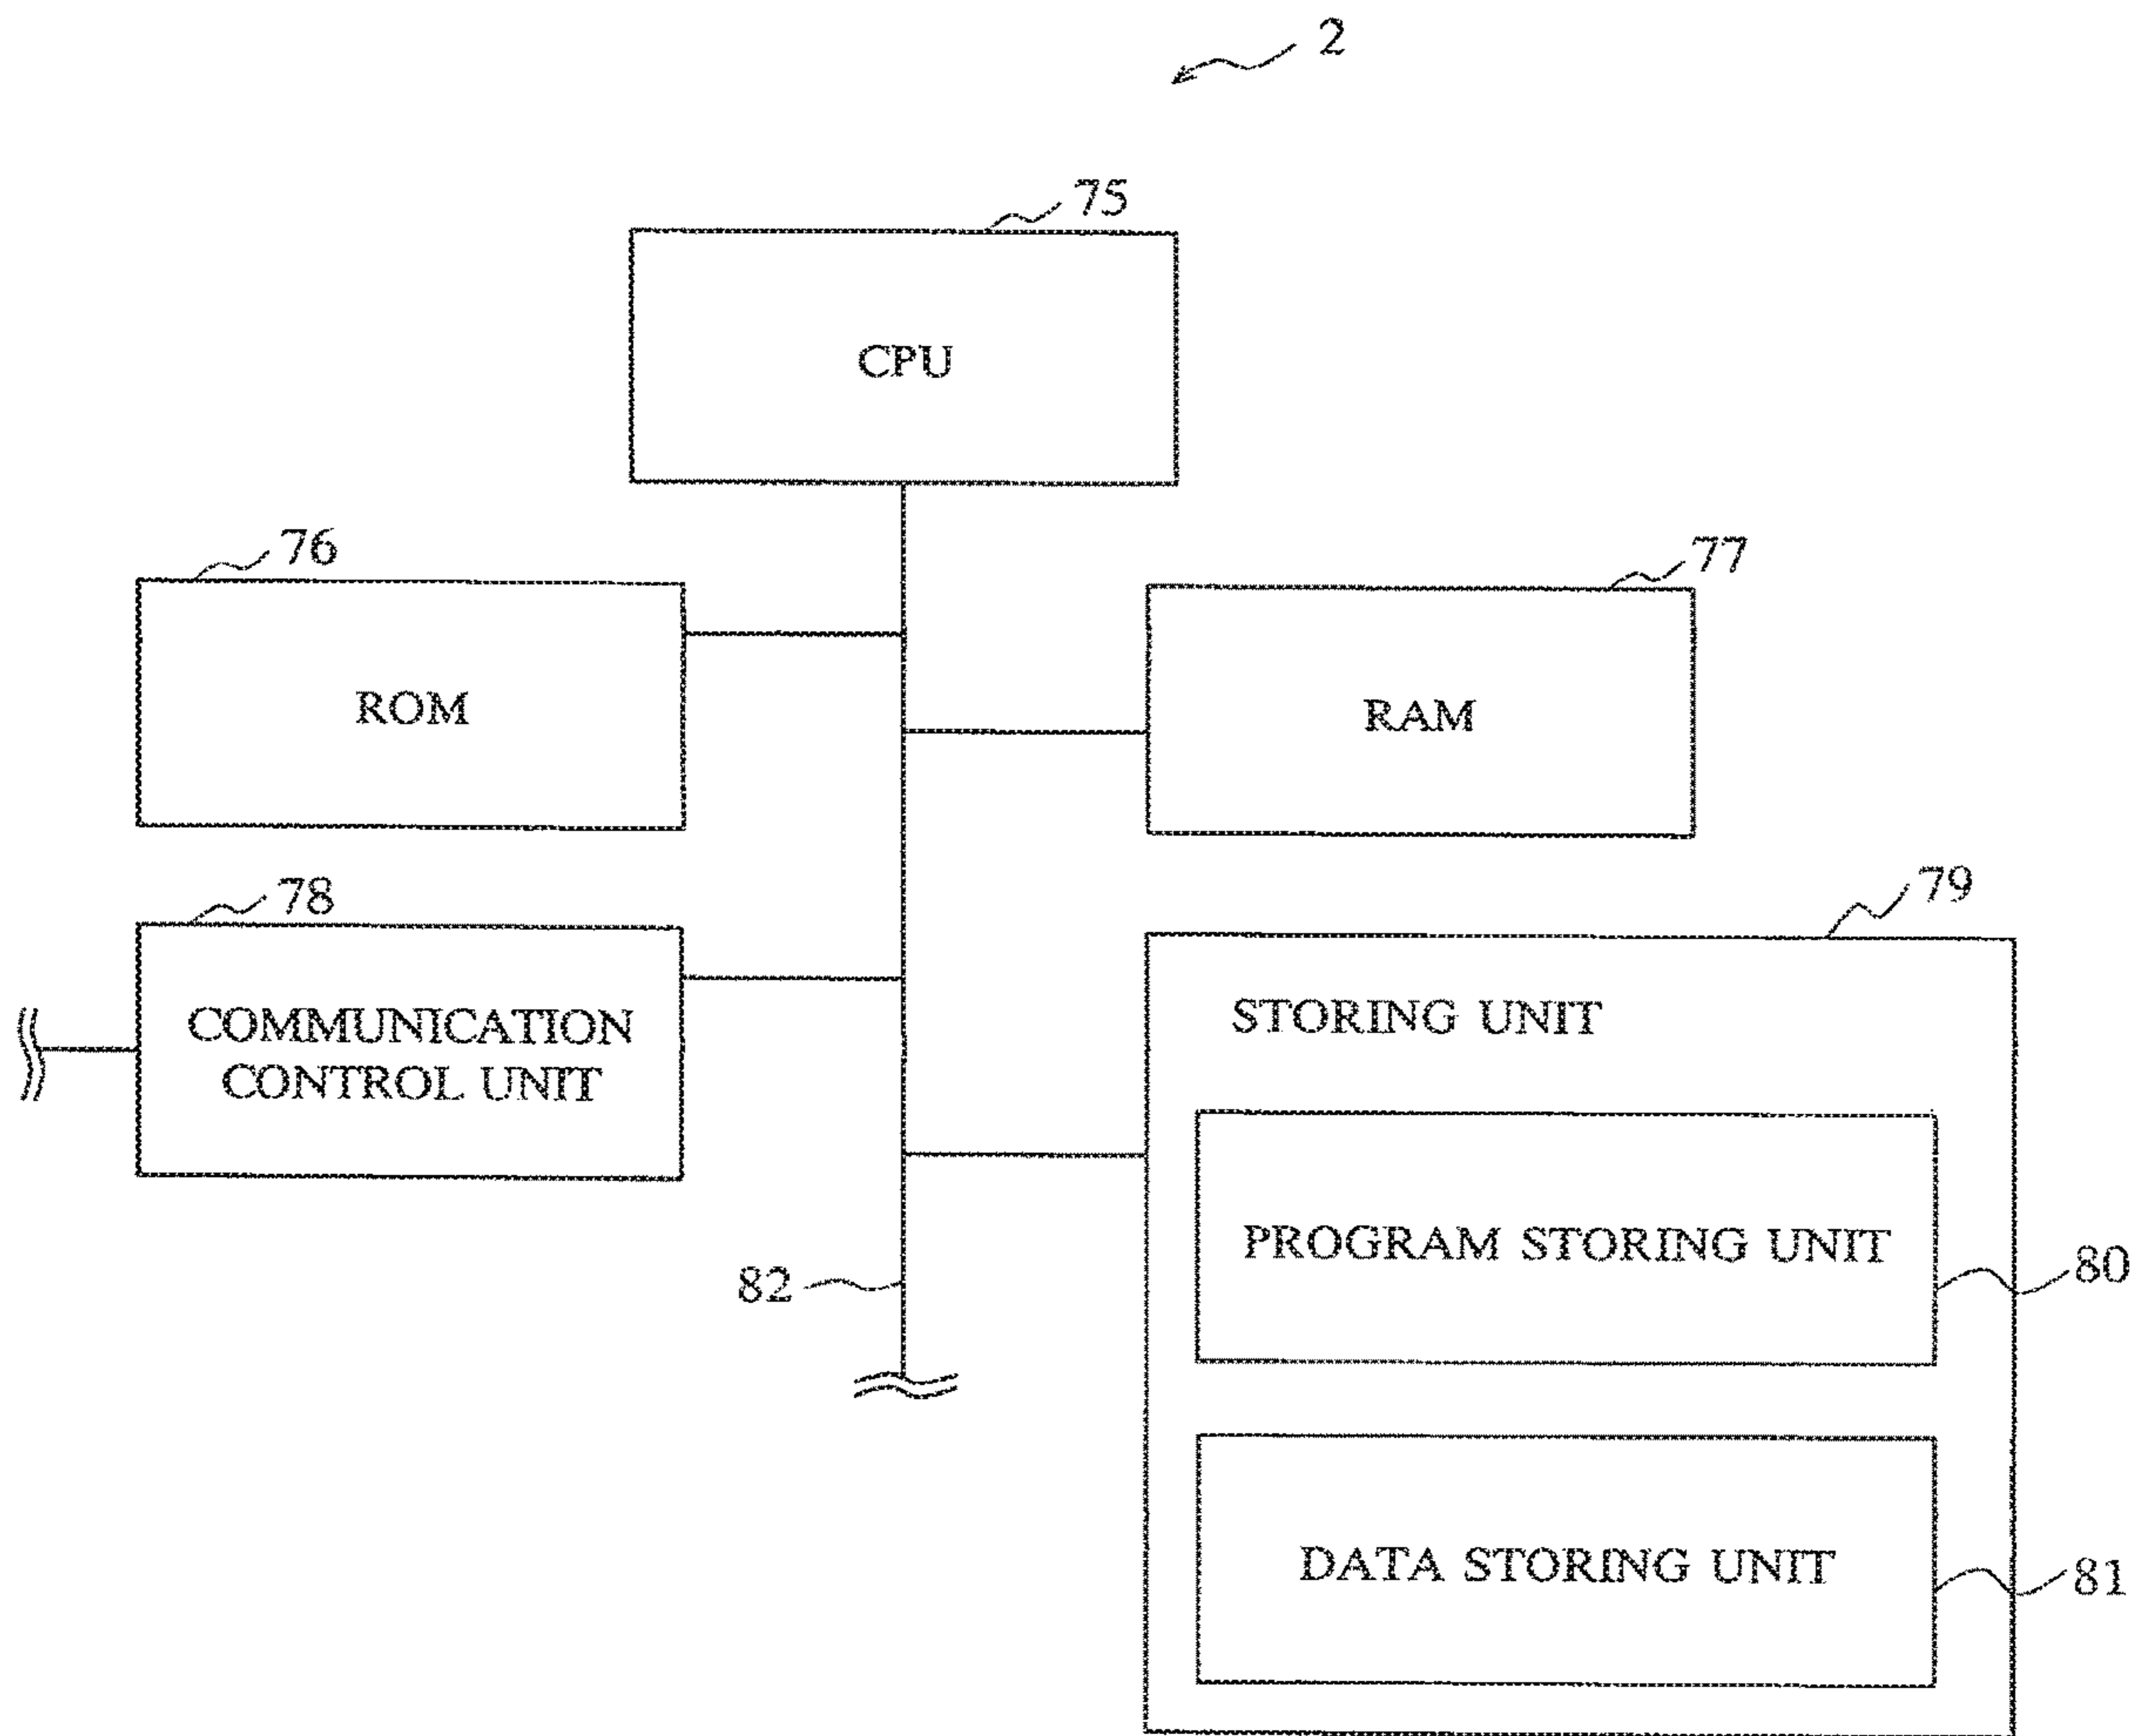 2
75
CPU
76
77
ROM
RAM
78
79
COMMUNICATION
CONTROL UNIT
STORING UNIT
PROGRAM STORING UNIT
80
82
DATA STORING UNIT
81